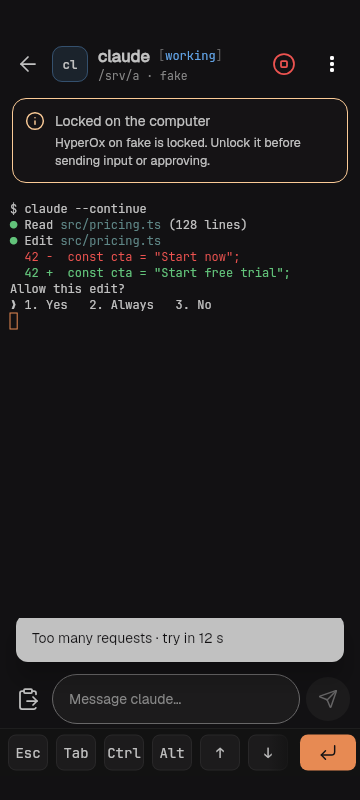 cl
claude [working]
/srv/a · fake
Locked on the computer
HyperOx on fake is locked. Unlock it before
sending input or approving.
$ claude --continue
● Read src/pricing.ts (128 lines)
● Edit src/pricing.ts
42 -  const cta = "Start now";
42 +  const cta = "Start free trial";
Allow this edit?
❯ 1. Yes   2. Always   3. No
Too many requests · try in 12 s
Message claude…
Esc Tab Ctrl Alt ↑ ↓